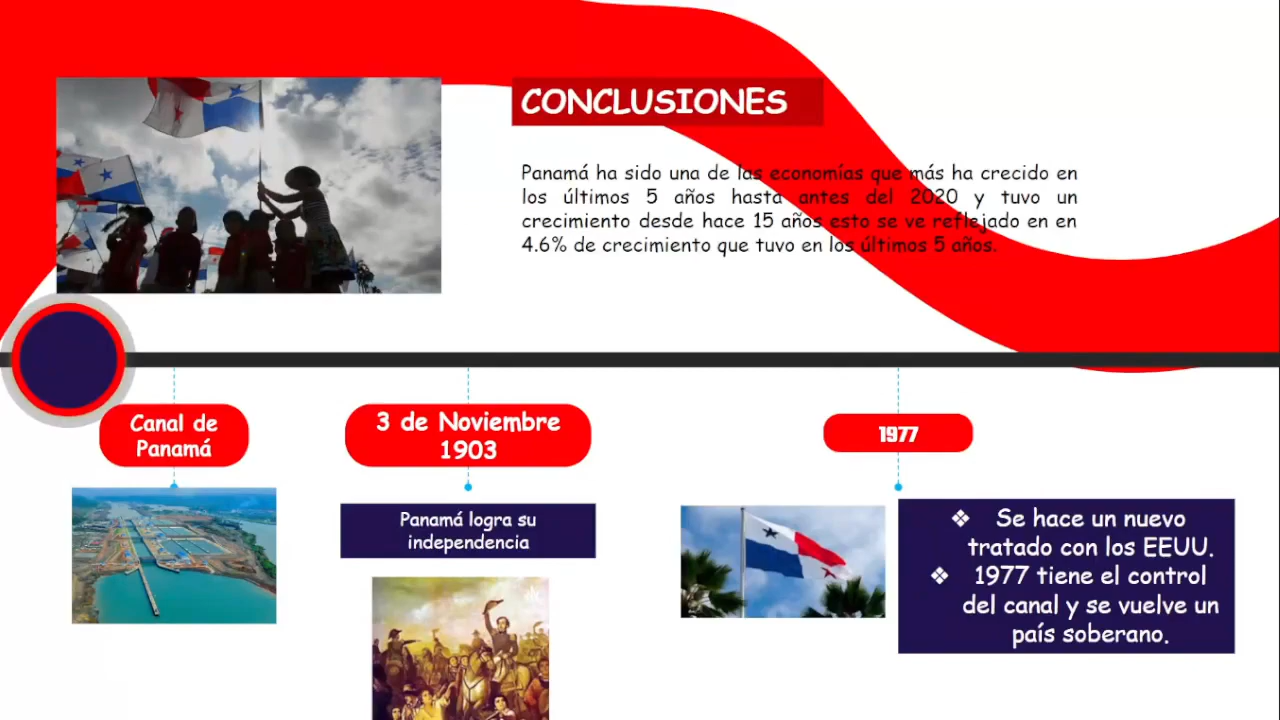 CONCLUSIONES
Panamá ha sido una de las economías que más ha crecido en
los últimos 5 años hasta antes del 2020 y tuvo un
crecimiento desde hace 15 años esto se ve reflejado en en
4.6% de crecimiento que tuvo en los últimos 5 años.
Canal de
Panamá
3 de Noviembre
1903
Panamá logra su
independencia
1977
❖ Se hace un nuevo
tratado con los EEUU.
❖ 1977 tiene el control
del canal y se vuelve un
país soberano.